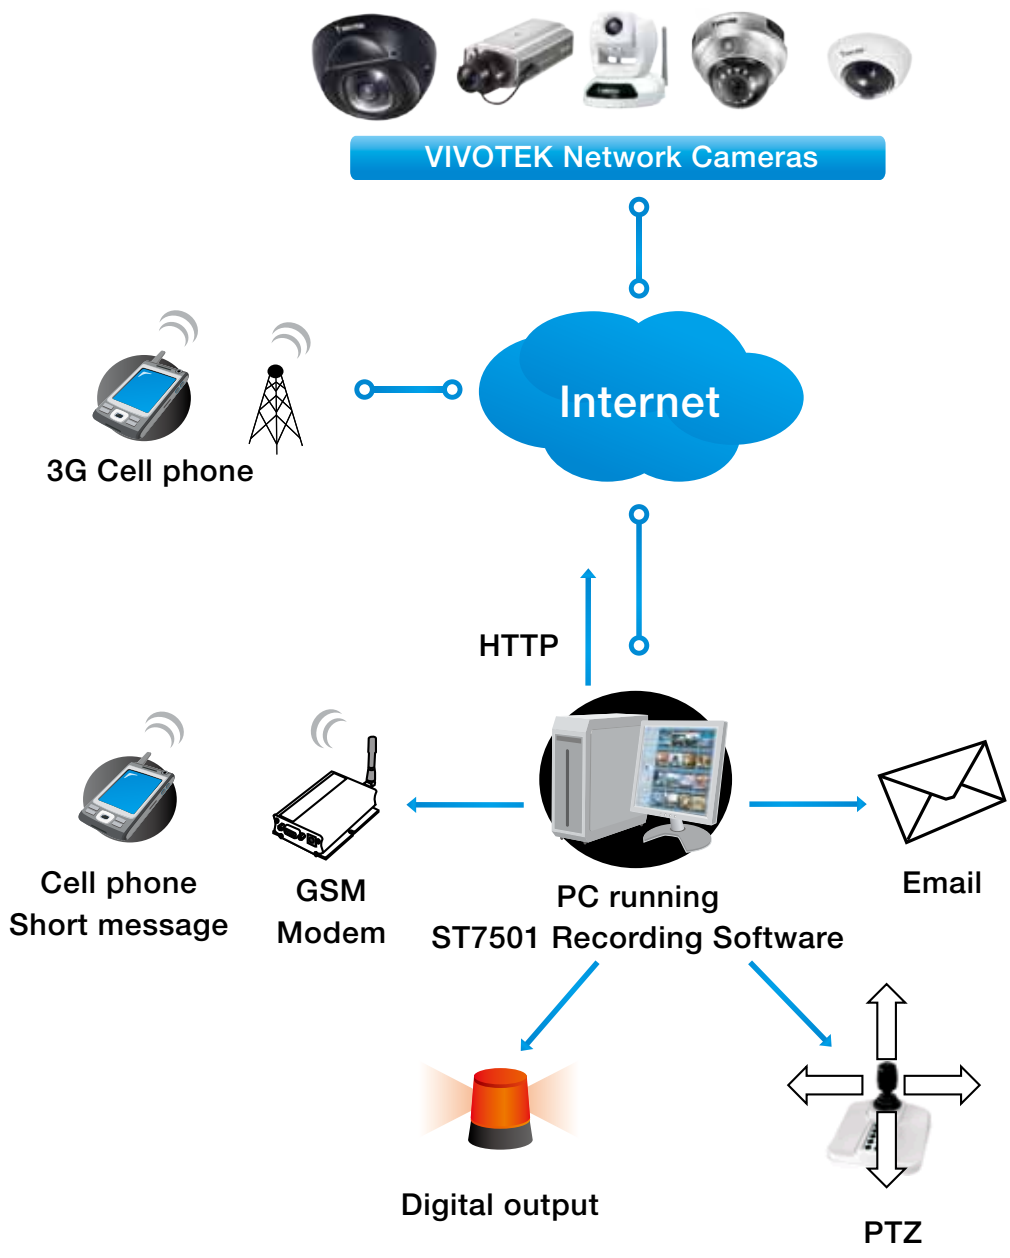 VIVOTEK Network Cameras
Internet
3G Cell phone
HTTP
Cell phone
Short message
GSM
Modem
PC running
ST7501 Recording Software
Email
Digital output
PTZ